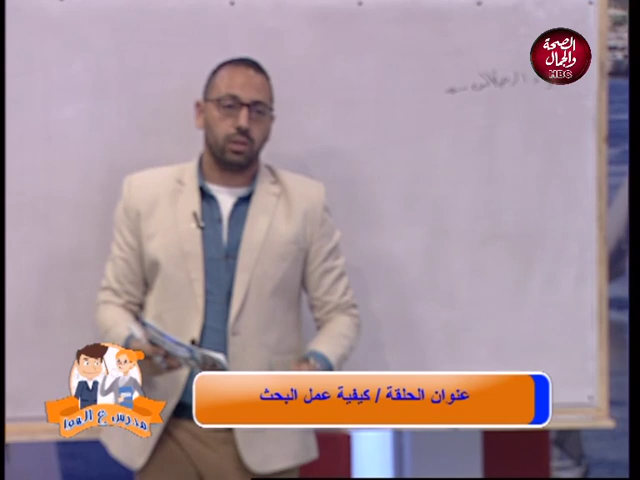 الصحة
والجمال
HBC
عنوان الحلقة / كيفية عمل البحث
مدرس ع الهوا